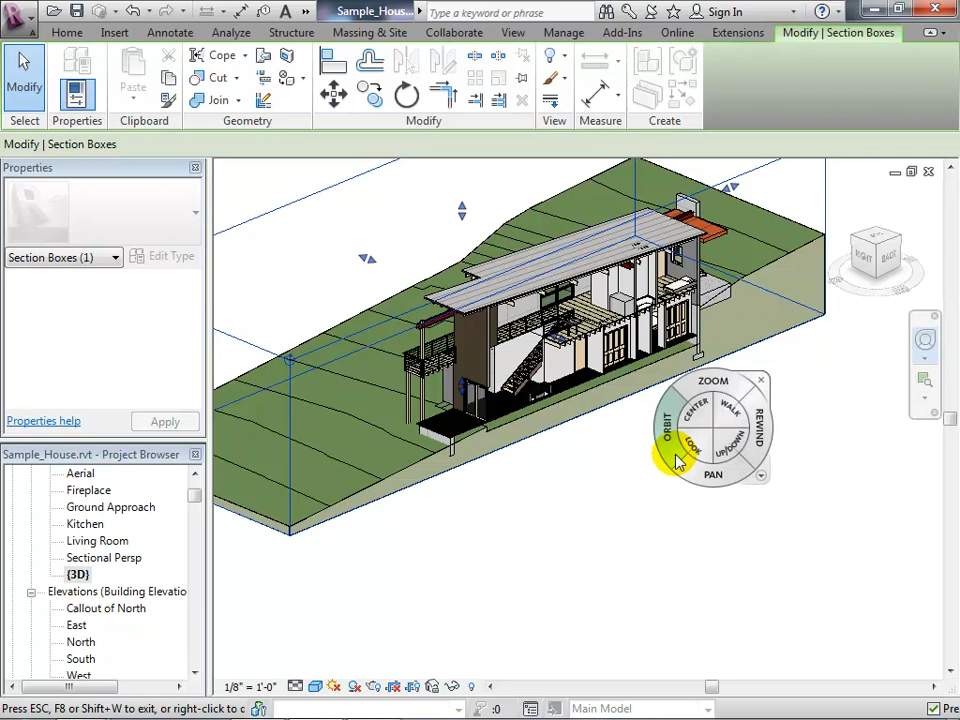 Sample_Hous...
Type a keyword or phrase
Sign In
Home
Insert
Annotate
Analyze
Structure
Massing & Site
Collaborate
View
Manage
Add-Ins
Online
Extensions
Modify | Section Boxes
Modify
Paste
Cope
Cut
Join
Select
Properties
Clipboard
Geometry
Modify
View
Measure
Create
Modify | Section Boxes
Properties
Section Boxes (1)
Edit Type
Properties help
Apply
RIGHT
BACK
ZOOM
ORBIT
CENTER
WALK
REWIND
LOOK
UP/DOWN
PAN
Sample_House.rvt - Project Browser
Aerial
Fireplace
Ground Approach
Kitchen
Living Room
Sectional Persp
{3D}
Elevations (Building Elevatio
Callout of North
East
North
South
West
1/8" = 1'-0"
Press ESC, F8 or Shift+W to exit, or right-click to c
:0
Main Model
Pre